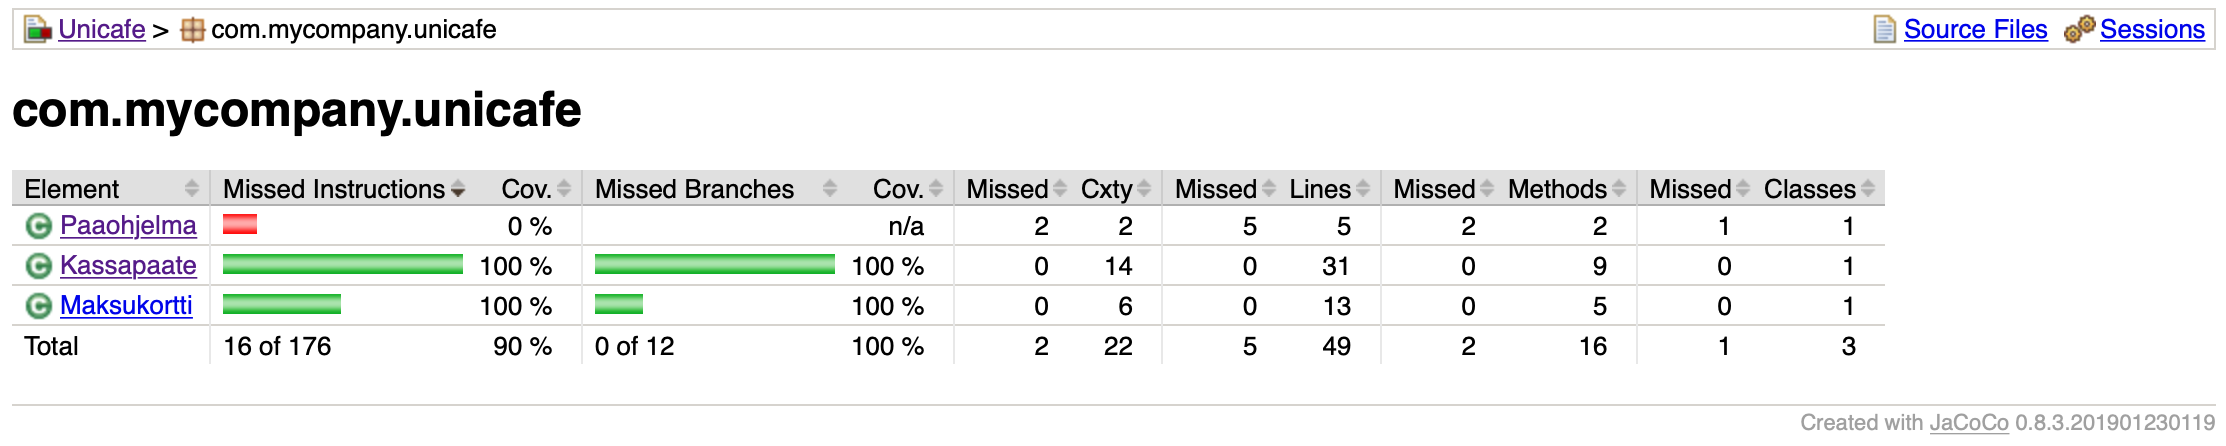 Unicafe > com.mycompany.unicafe Source Files Sessions
com.mycompany.unicafe
Element Missed Instructions Cov. Missed Branches Cov. Missed Cxty Missed Lines Missed Methods Missed Classes
C Paaohjelma 0 % n/a 2 2 5 5 2 2 1 1
C Kassapaate 100 % 100 % 0 14 0 31 0 9 0 1
C Maksukortti 100 % 100 % 0 6 0 13 0 5 0 1
Total 16 of 176 90 % 0 of 12 100 % 2 22 5 49 2 16 1 3
Created with JaCoCo 0.8.3.201901230119